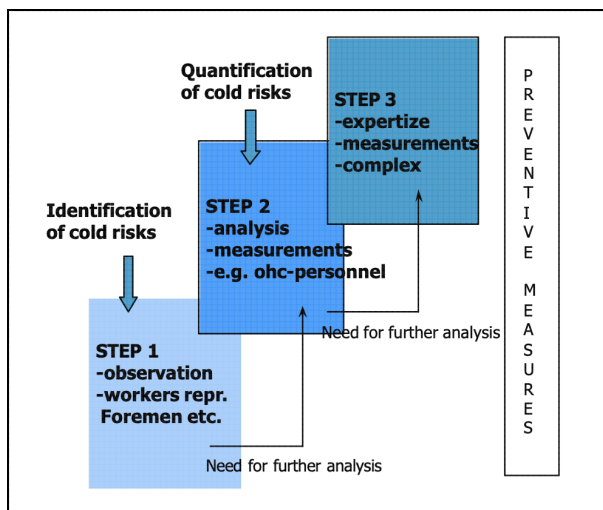 Quantification
of cold risks
STEP 3
-expertize
-measurements
-complex
Identification
of cold risks
STEP 2
-analysis
-measurements
-e.g. ohc-personnel
Need for further analysis
STEP 1
-observation
-workers repr.
Foremen etc.
Need for further analysis
PREVENTIVE MEASURES